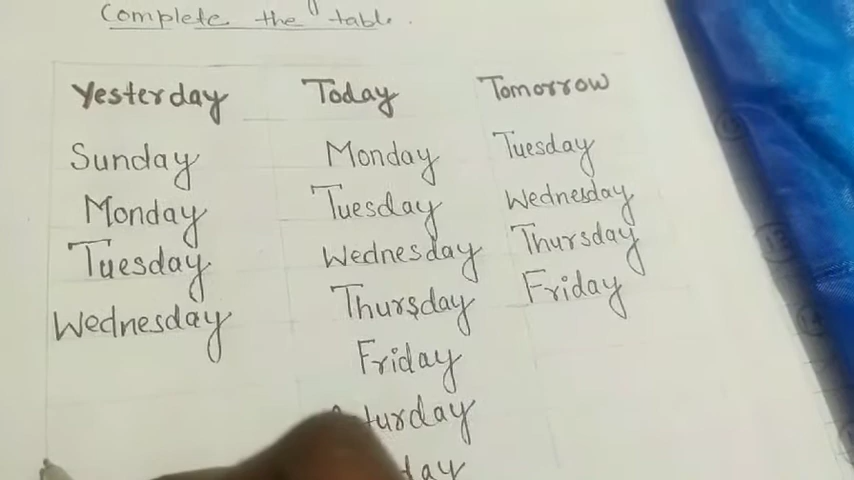 Complete the table.
Yesterday Today Tomorrow
Sunday Monday Tuesday
Monday Tuesday Wednesday
Tuesday Wednesday Thursday
Wednesday Thursday Friday
Friday